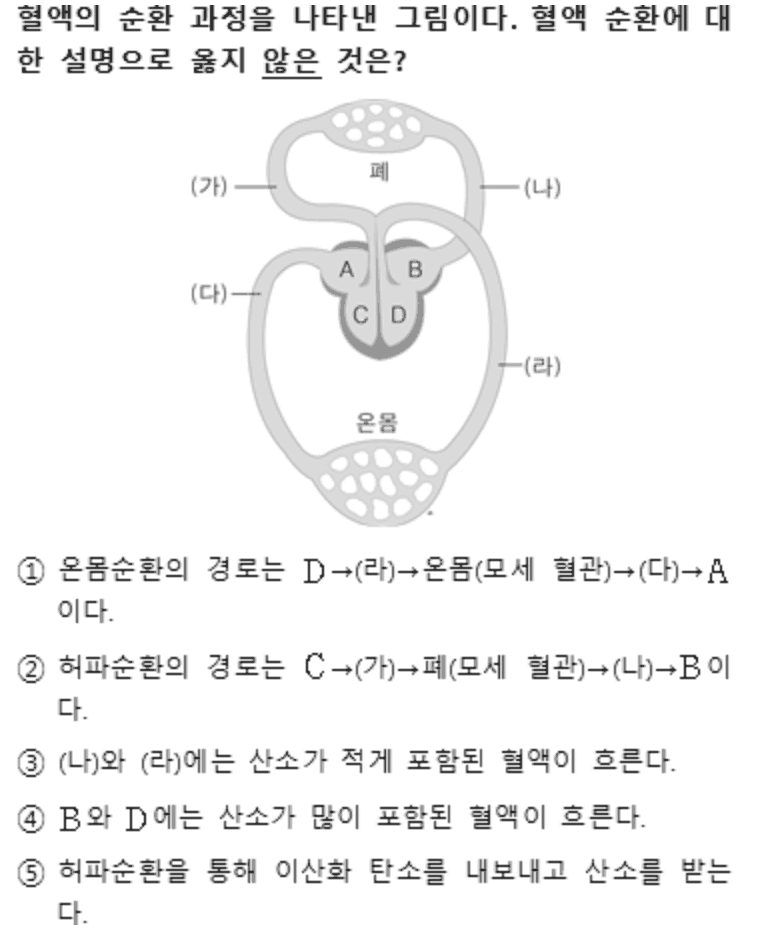 혈액의 순환 과정을 나타낸 그림이다. 혈액 순환에 대
한 설명으로 옳지 않은 것은?
폐
(가)
(나)
A
B
(다)
C
D
(라)
온몸
① 온몸순환의 경로는 D→(라)→온몸(모세 혈관)→(다)→A
이다.
② 허파순환의 경로는 C→(가)→폐(모세 혈관)→(나)→B이
다.
③ (나)와 (라)에는 산소가 적게 포함된 혈액이 흐른다.
④ B와 D에는 산소가 많이 포함된 혈액이 흐른다.
⑤ 허파순환을 통해 이산화 탄소를 내보내고 산소를 받는
다.